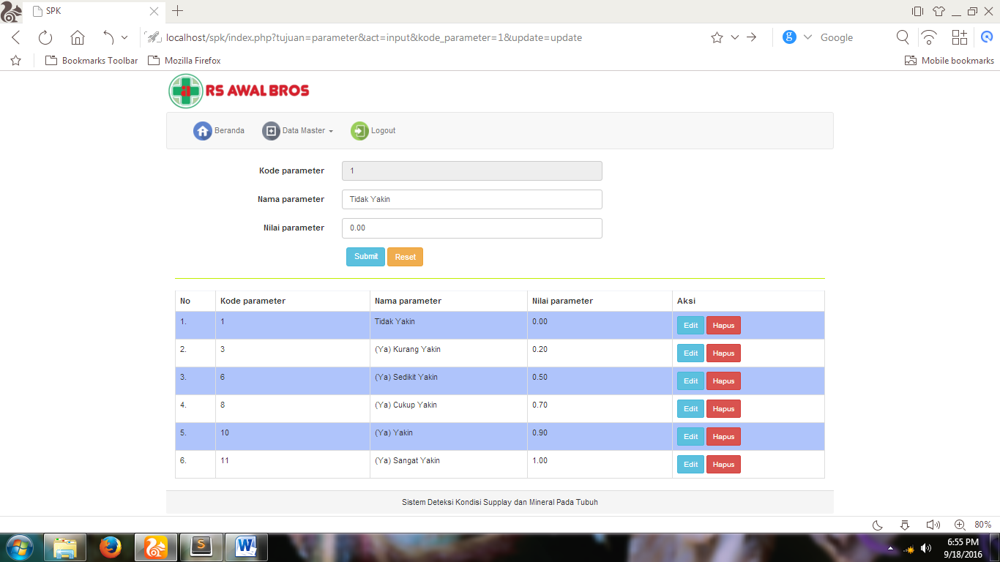 SPK
localhost/spk/index.php?tujuan=parameter&act=input&kode_parameter=1&update=update
g
Google
Bookmarks Toolbar
Mozilla Firefox
Mobile bookmarks
RS AWAL BROS
Beranda
Data Master
Logout
Kode parameter
1
Nama parameter
Tidak Yakin
Nilai parameter
0.00
Submit
Reset
No Kode parameter Nama parameter Nilai parameter Aksi
1. 1 Tidak Yakin 0.00 Edit Hapus
2. 3 (Ya) Kurang Yakin 0.20 Edit Hapus
3. 6 (Ya) Sedikit Yakin 0.50 Edit Hapus
4. 8 (Ya) Cukup Yakin 0.70 Edit Hapus
5. 10 (Ya) Yakin 0.90 Edit Hapus
6. 11 (Ya) Sangat Yakin 1.00 Edit Hapus
Sistem Deteksi Kondisi Supplay dan Mineral Pada Tubuh
80%
S
W
6:55 PM
9/18/2016